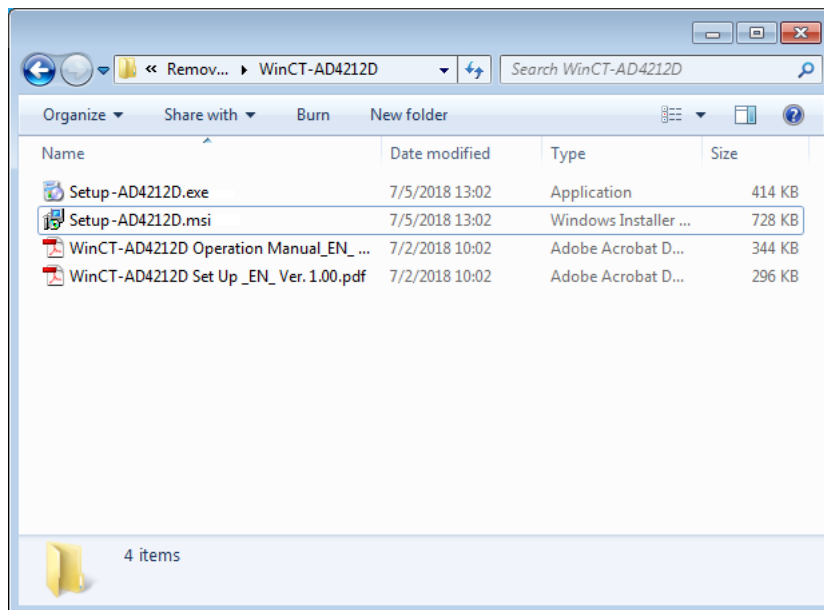 « Remov... ▸ WinCT-AD4212D Search WinCT-AD4212D
Organize Share with Burn New folder
Name Date modified Type Size
Setup-AD4212D.exe 7/5/2018 13:02 Application 414 KB
Setup-AD4212D.msi 7/5/2018 13:02 Windows Installer ... 728 KB
WinCT-AD4212D Operation Manual_EN_ ... 7/2/2018 10:02 Adobe Acrobat D... 344 KB
WinCT-AD4212D Set Up _EN_ Ver. 1.00.pdf 7/2/2018 10:02 Adobe Acrobat D... 296 KB
4 items